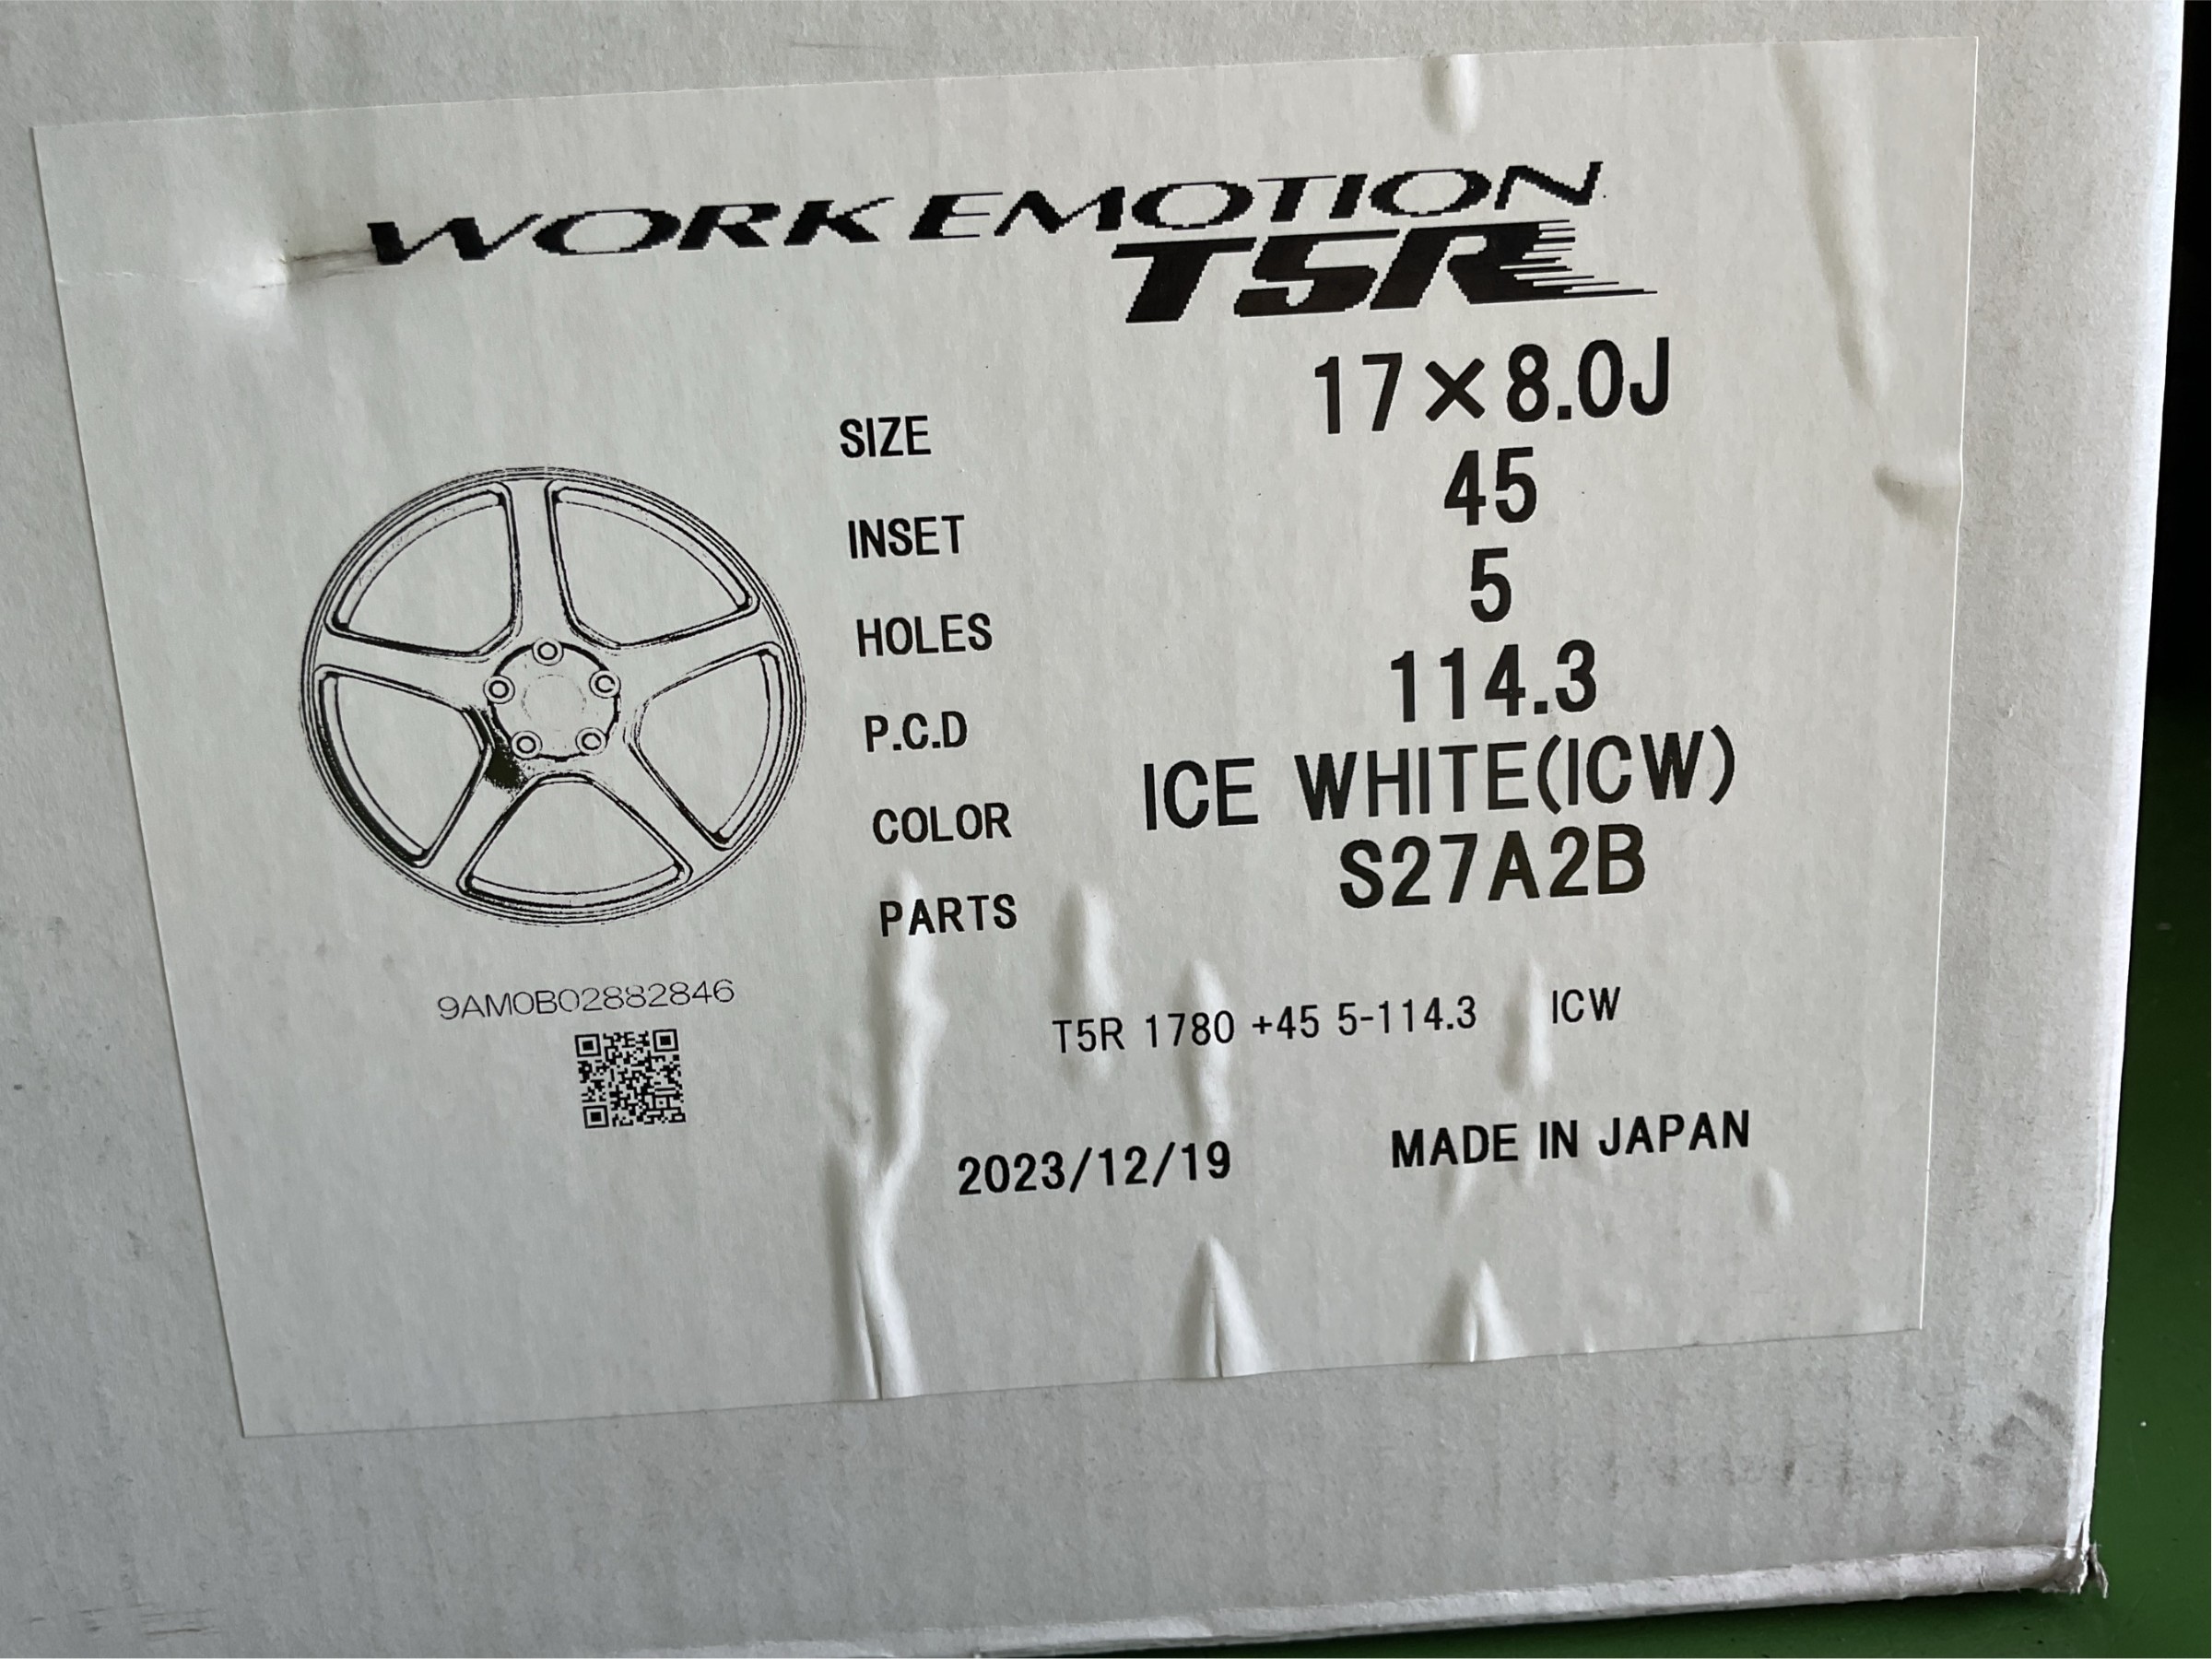 WORK EMOTION
T5R
SIZE 17×8.0J
INSET 45
HOLES 5
P.C.D 114.3
COLOR ICE WHITE(ICW)
PARTS S27A2B
9AM0B02882846
T5R 1780 +45 5-114.3 ICW
2023/12/19 MADE IN JAPAN